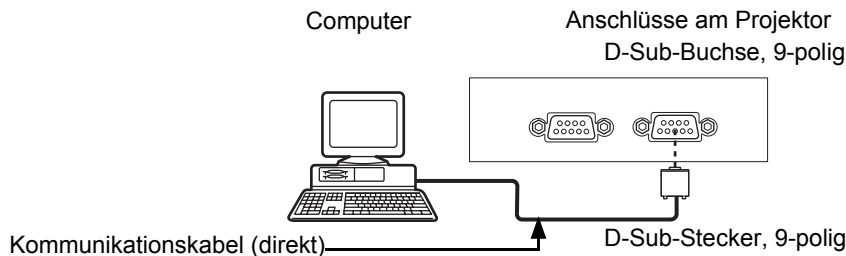 Computer
Anschlüsse am Projektor
D-Sub-Buchse, 9-polig
Kommunikationskabel (direkt)
D-Sub-Stecker, 9-polig